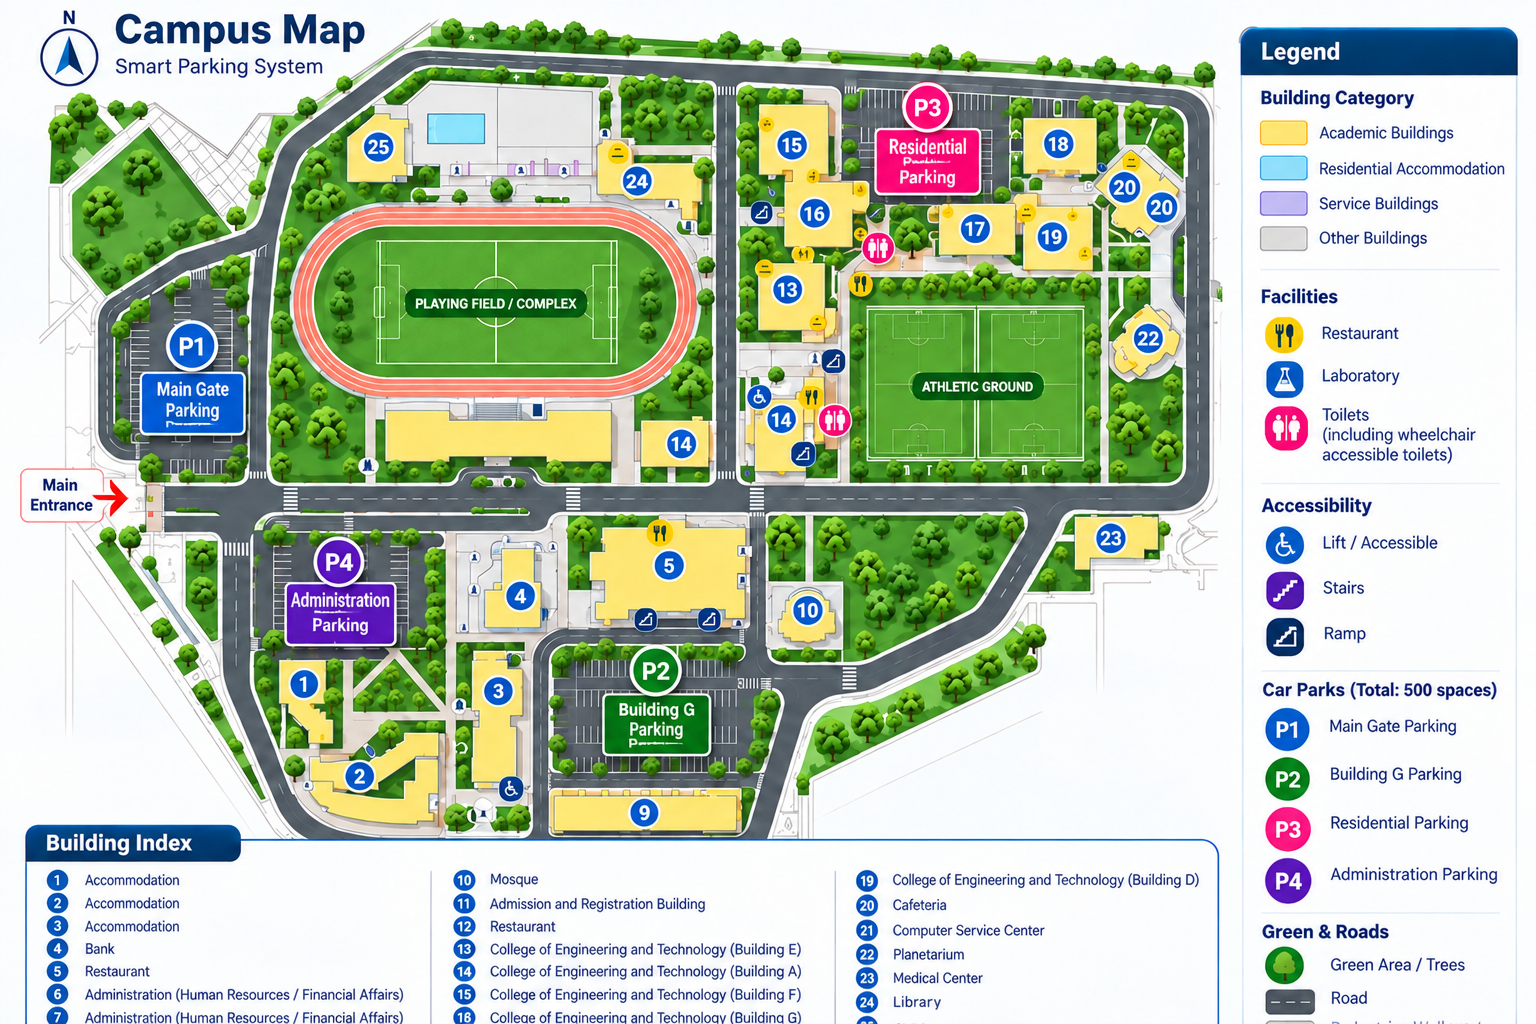 N
Campus Map
Smart Parking System
25
24
15
16
P3
Residential
Parking
18
20
20
17
19
13
22
PLAYING FIELD / COMPLEX
ATHLETIC GROUND
P1
Main Gate
Parking
14
14
Main
Entrance
P4
Administration
Parking
4
5
10
23
1
2
3
P2
Building G
Parking
9
Legend
Building Category
Academic Buildings
Residential Accommodation
Service Buildings
Other Buildings
Facilities
Restaurant
Laboratory
Toilets
(including wheelchair
accessible toilets)
Accessibility
Lift / Accessible
Stairs
Ramp
Car Parks (Total: 500 spaces)
P1 Main Gate Parking
P2 Building G Parking
P3 Residential Parking
P4 Administration Parking
Green & Roads
Green Area / Trees
Road
Building Index
1 Accommodation
2 Accommodation
3 Accommodation
4 Bank
5 Restaurant
6 Administration (Human Resources / Financial Affairs)
7 Administration (Human Resources / Financial Affairs)
10 Mosque
11 Admission and Registration Building
12 Restaurant
13 College of Engineering and Technology (Building E)
14 College of Engineering and Technology (Building A)
15 College of Engineering and Technology (Building F)
16 College of Engineering and Technology (Building G)
19 College of Engineering and Technology (Building D)
20 Cafeteria
21 Computer Service Center
22 Planetarium
23 Medical Center
24 Library